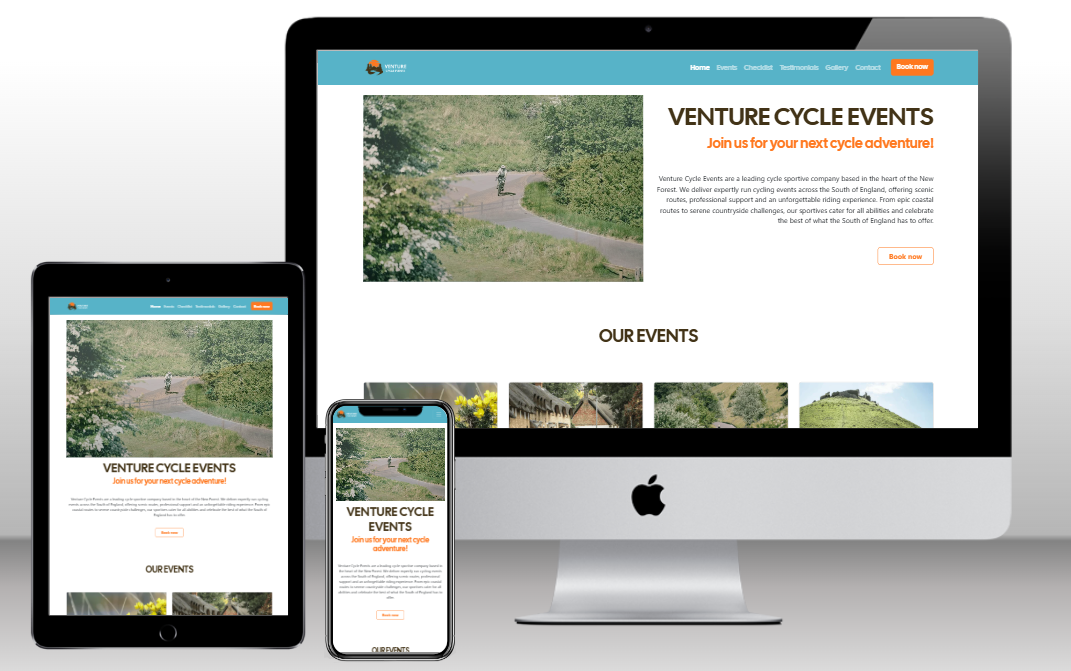 VENTURE
Home Events Checklist Testimonials Gallery Contact Book now
VENTURE CYCLE EVENTS
Join us for your next cycle adventure!
Venture Cycle Events are a leading cycle sportive company based in the heart of the New
Forest. We deliver expertly run cycling events across the South of England, offering scenic
routes, professional support and an unforgettable riding experience. From epic coastal
routes to serene countryside challenges, our sportives cater for all abilities and celebrate
the best of what the South of England has to offer.
Book now
OUR EVENTS
Home Events Checklist Testimonials Gallery Contact Book now
VENTURE CYCLE EVENTS
Join us for your next cycle adventure!
Venture Cycle Events are a leading cycle sportive company based in the heart of the New Forest. We deliver expertly run cycling
events across the South of England, offering scenic routes, professional support and an unforgettable riding experience. From epic
coastal routes to serene countryside challenges, our sportives cater for all abilities and celebrate the best of what the South of
England has to offer.
Book now
OUR EVENTS
VENTURE CYCLE
EVENTS
Join us for your next cycle
adventure!
Venture Cycle Events are a leading cycle sportive company based in
the heart of the New Forest. We deliver expertly run cycling events
across the South of England, offering scenic routes, professional
support and an unforgettable riding experience. From epic coastal
routes to serene countryside challenges, our sportives cater for all
abilities and celebrate the best of what the South of England has to
offer.
Book now
OUR EVENTS